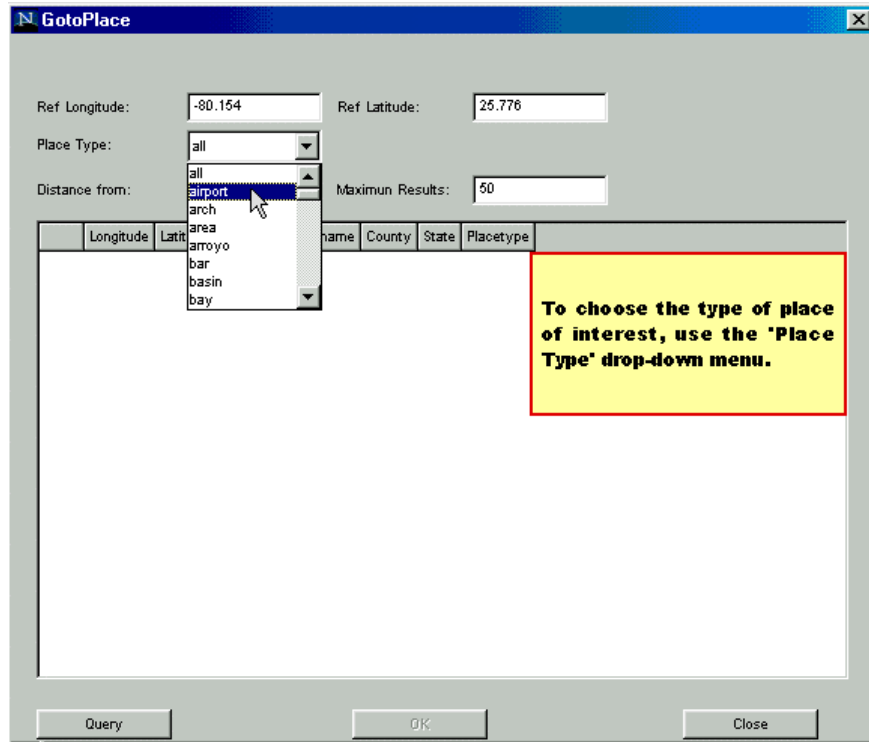 N GotoPlace
Ref Longitude: -80.154 Ref Latitude: 25.776
Place Type: all
all
Distance from: airport Maximun Results: 50
arch
area
Longitude Latit name County State Placetype
arroyo
bar
basin
bay
To choose the type of place
of interest, use the "Place
Type" drop-down menu.
Query OK Close